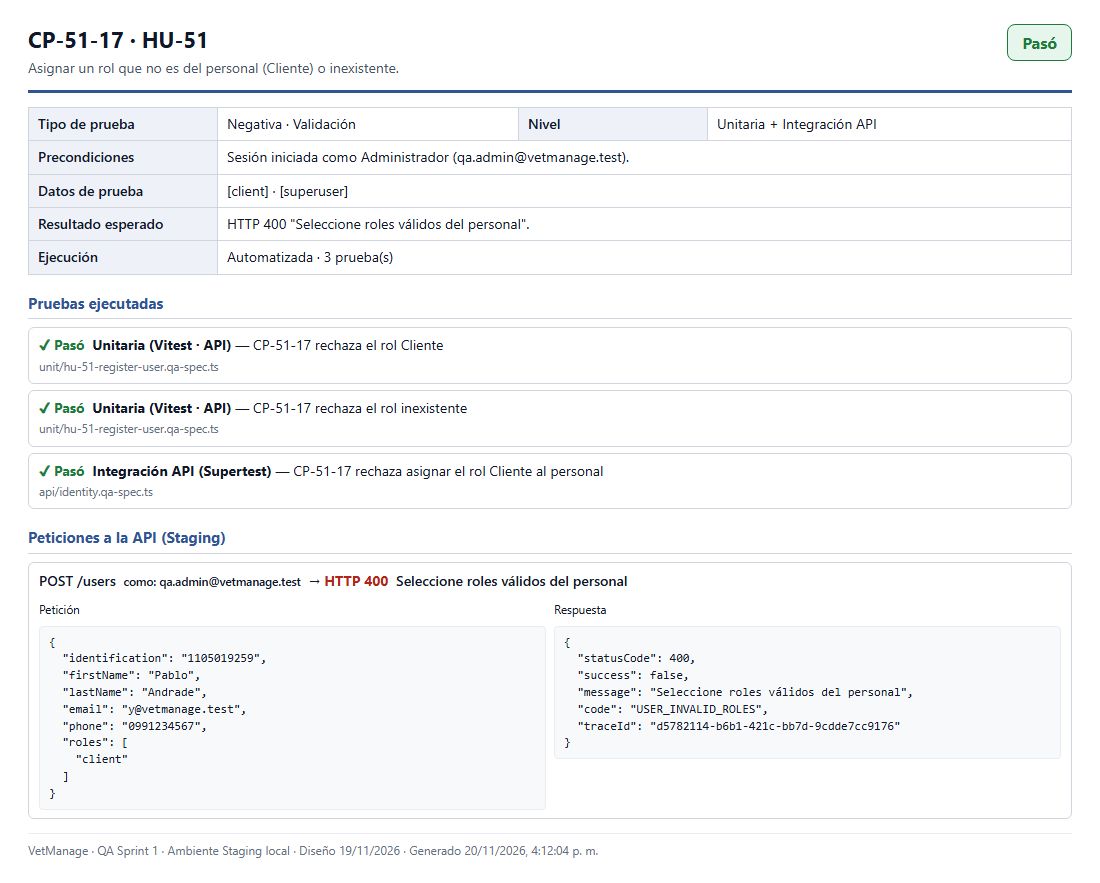 CP-51-17 · HU-51
Pasó
Asignar un rol que no es del personal (Cliente) o inexistente.
Tipo de prueba Negativa · Validación Nivel Unitaria + Integración API
Precondiciones Sesión iniciada como Administrador (qa.admin@vetmanage.test).
Datos de prueba [client] · [superuser]
Resultado esperado HTTP 400 "Seleccione roles válidos del personal".
Ejecución Automatizada · 3 prueba(s)
Pruebas ejecutadas
✓ Pasó Unitaria (Vitest · API) — CP-51-17 rechaza el rol Cliente
unit/hu-51-register-user.qa-spec.ts
✓ Pasó Unitaria (Vitest · API) — CP-51-17 rechaza el rol inexistente
unit/hu-51-register-user.qa-spec.ts
✓ Pasó Integración API (Supertest) — CP-51-17 rechaza asignar el rol Cliente al personal
api/identity.qa-spec.ts
Peticiones a la API (Staging)
POST /users como: qa.admin@vetmanage.test → HTTP 400 Seleccione roles válidos del personal
Petición
{
"identification": "1105019259",
"firstName": "Pablo",
"lastName": "Andrade",
"email": "y@vetmanage.test",
"phone": "0991234567",
"roles": [
"client"
]
}
Respuesta
{
"statusCode": 400,
"success": false,
"message": "Seleccione roles válidos del personal",
"code": "USER_INVALID_ROLES",
"traceId": "d5782114-b6b1-421c-bb7d-9cdde7cc9176"
}
VetManage · QA Sprint 1 · Ambiente Staging local · Diseño 19/11/2026 · Generado 20/11/2026, 4:12:04 p. m.